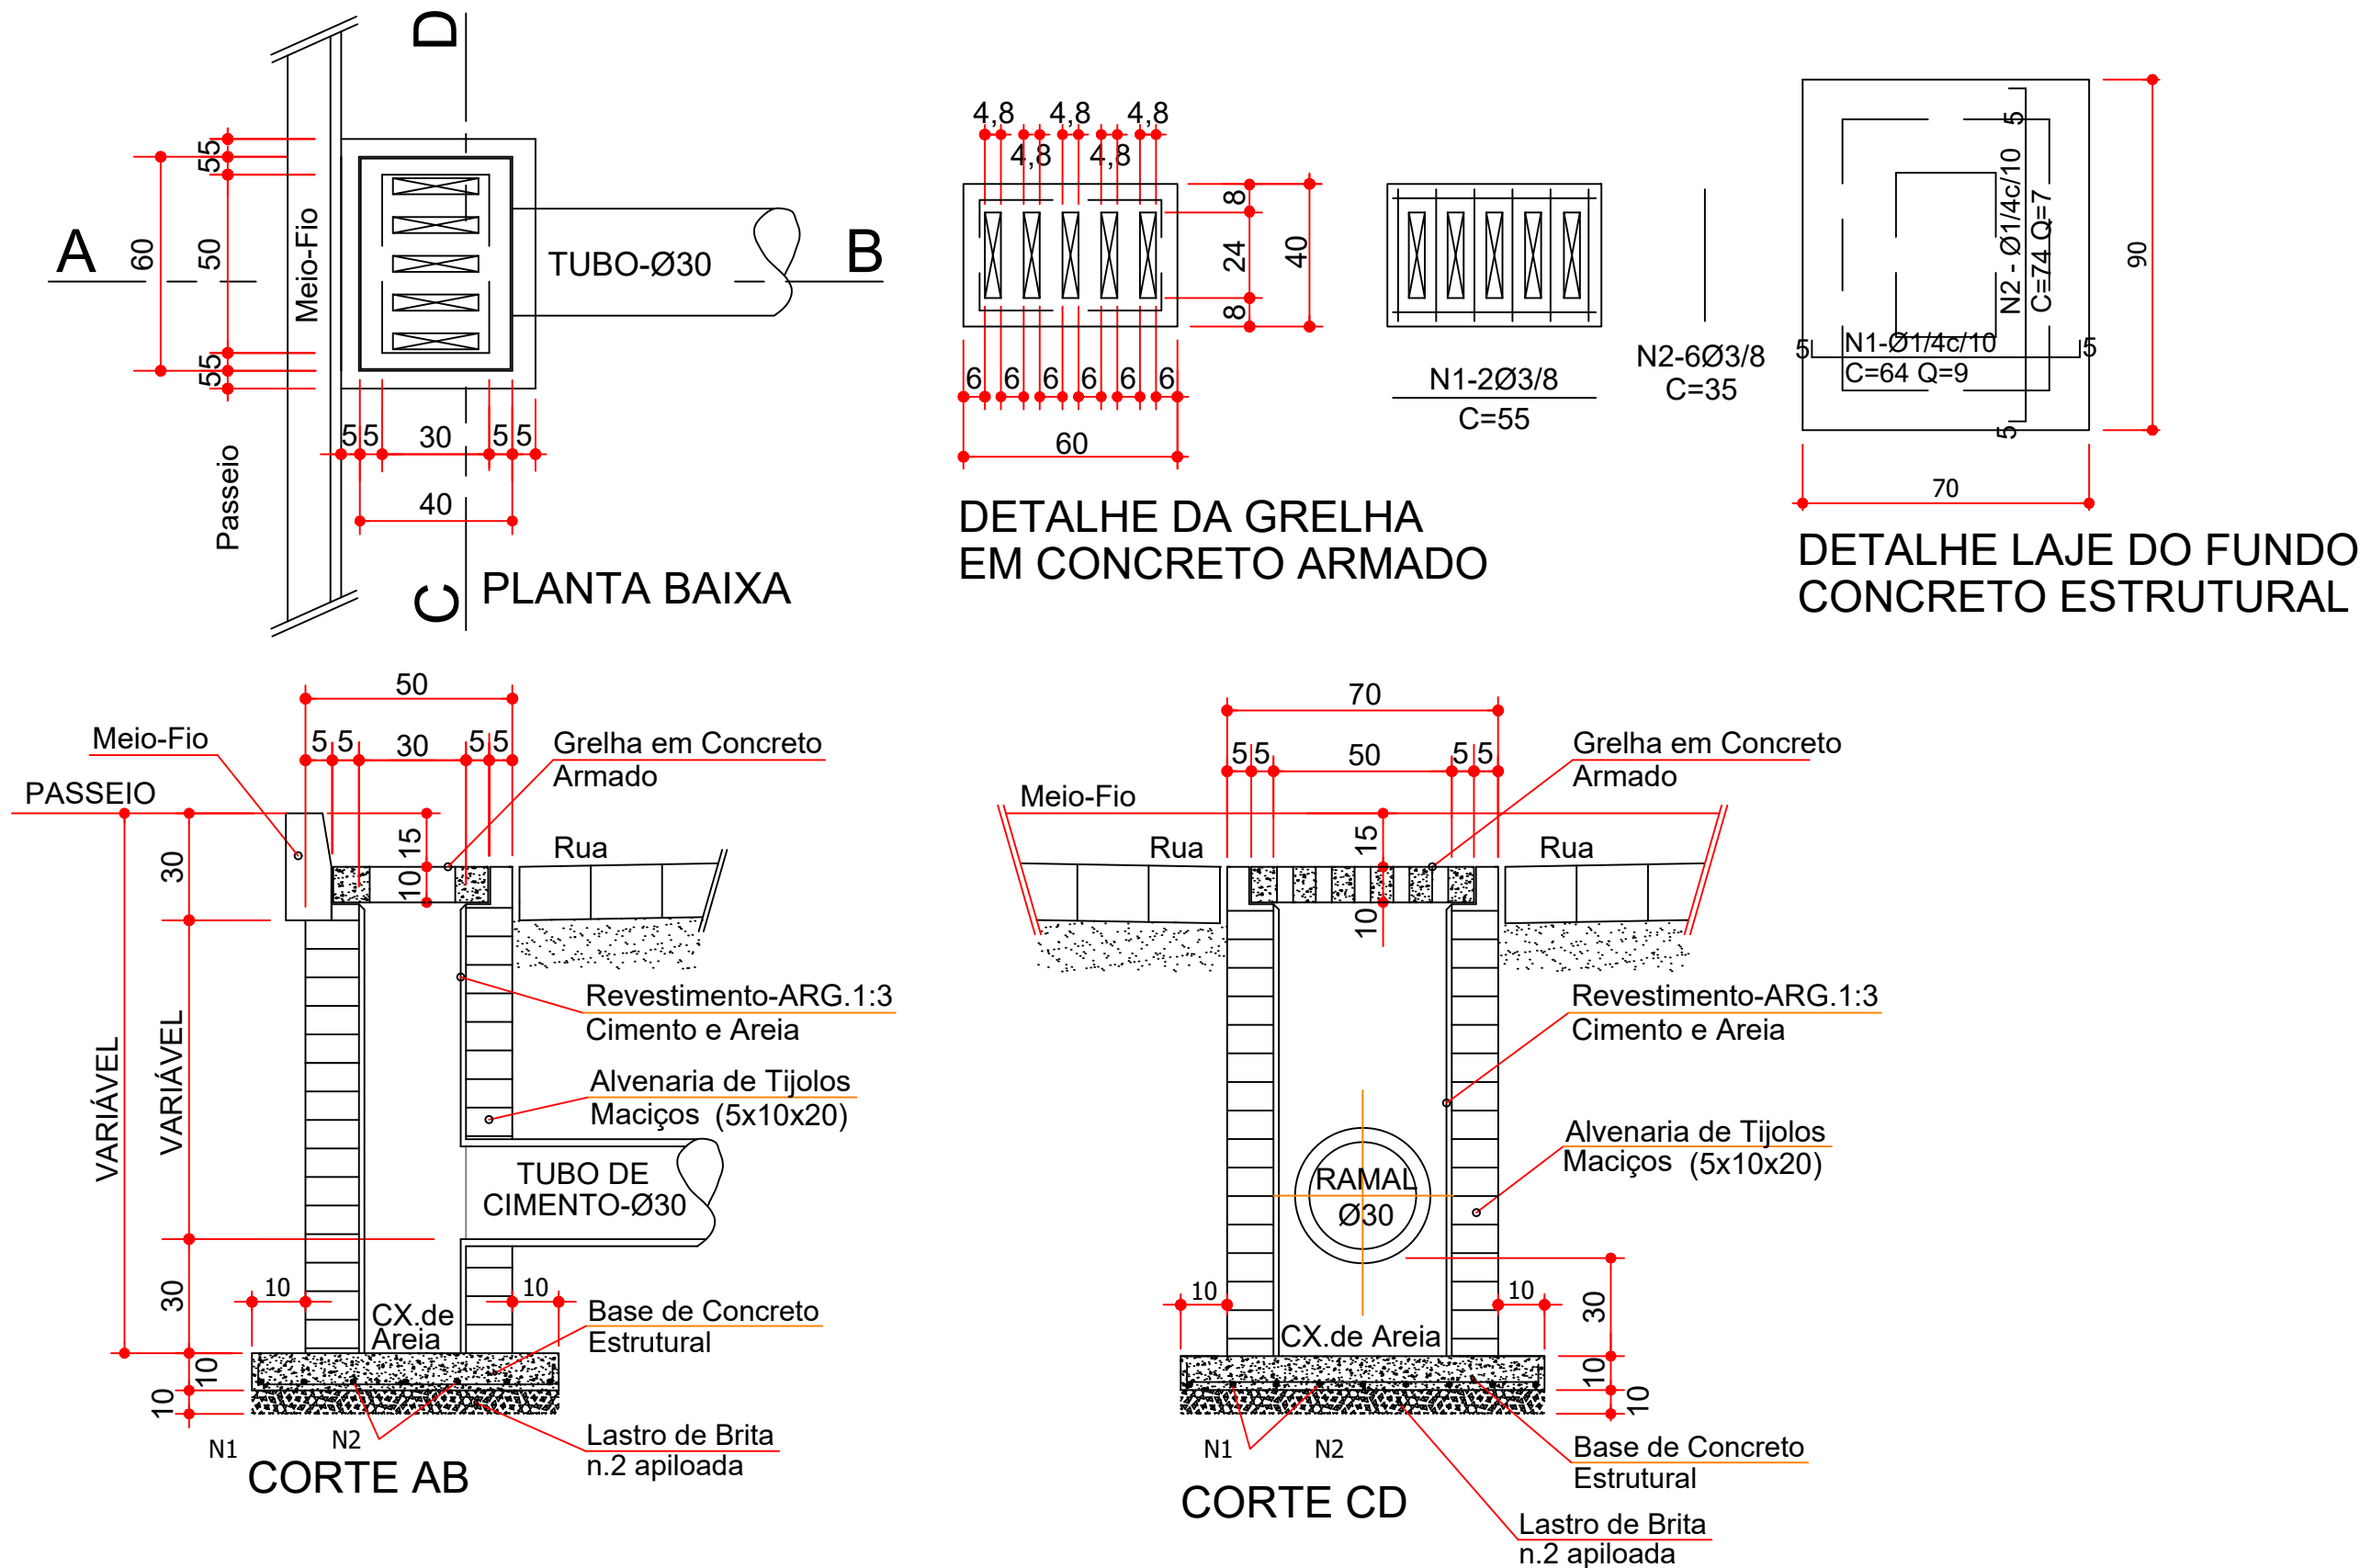 D
A
B
C
55
50
60
55
Meio-Fio
Passeio
TUBO-Ø30
5
5
30
5
5
40
PLANTA BAIXA
4,8
4,8
4,8
4,8
4,8
8
24
8
40
6
6
6
6
6
6
60
DETALHE DA GRELHA
EM CONCRETO ARMADO
N1-2Ø3/8
C=55
N2-6Ø3/8
C=35
5
N2 - Ø1/4c/10
C=74 Q=7
5
5
N1-Ø1/4c/10
C=64 Q=9
5
90
70
DETALHE LAJE DO FUNDO
CONCRETO ESTRUTURAL
50
5
5
30
5
5
Meio-Fio
PASSEIO
Grelha em Concreto
Armado
15
10
30
Rua
VARIÁVEL
VARIÁVEL
Revestimento-ARG.1:3
Cimento e Areia
Alvenaria de Tijolos
Maciços (5x10x20)
TUBO DE
CIMENTO-Ø30
30
10
10
CX.de
Areia
Base de Concreto
Estrutural
10
10
N1
N2
Lastro de Brita
n.2 apiloada
CORTE AB
70
5
5
50
5
5
Meio-Fio
Grelha em Concreto
Armado
Rua
15
10
Rua
Revestimento-ARG.1:3
Cimento e Areia
Alvenaria de Tijolos
Maciços (5x10x20)
RAMAL
Ø30
10
10
30
CX.de Areia
10
10
N1
N2
Base de Concreto
Estrutural
CORTE CD
Lastro de Brita
n.2 apiloada